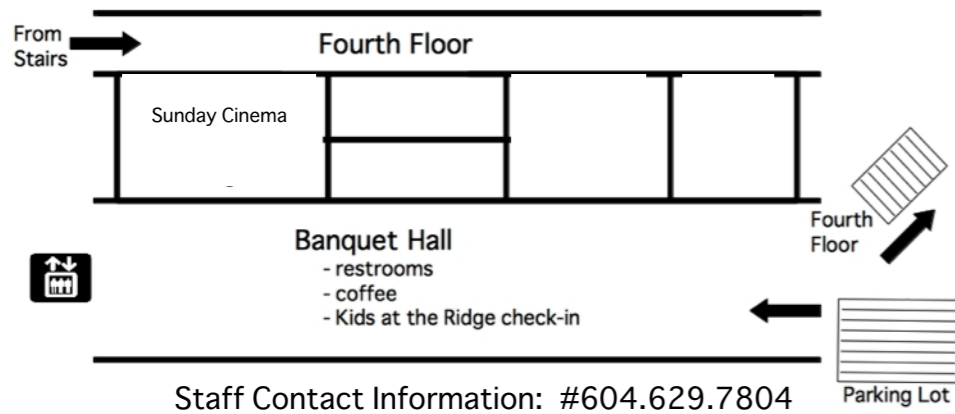 From
Stairs
Fourth Floor
Sunday Cinema
Fourth
Floor
Banquet Hall
- restrooms
- coffee
- Kids at the Ridge check-in
Parking Lot
Staff Contact Information: #604.629.7804